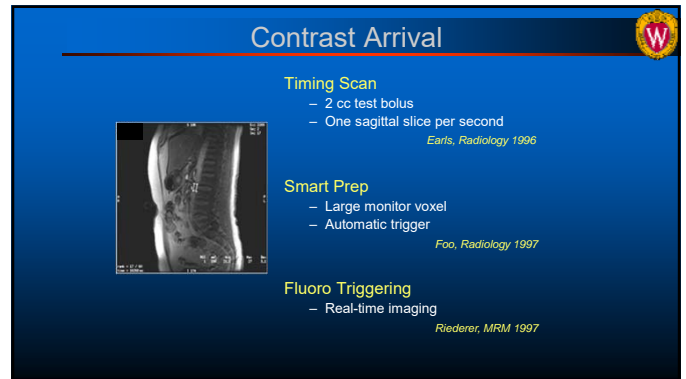 Contrast Arrival
W
Timing Scan
– 2 cc test bolus
– One sagittal slice per second
Earls, Radiology 1996
Smart Prep
– Large monitor voxel
– Automatic trigger
Foo, Radiology 1997
Fluoro Triggering
– Real-time imaging
Riederer, MRM 1997